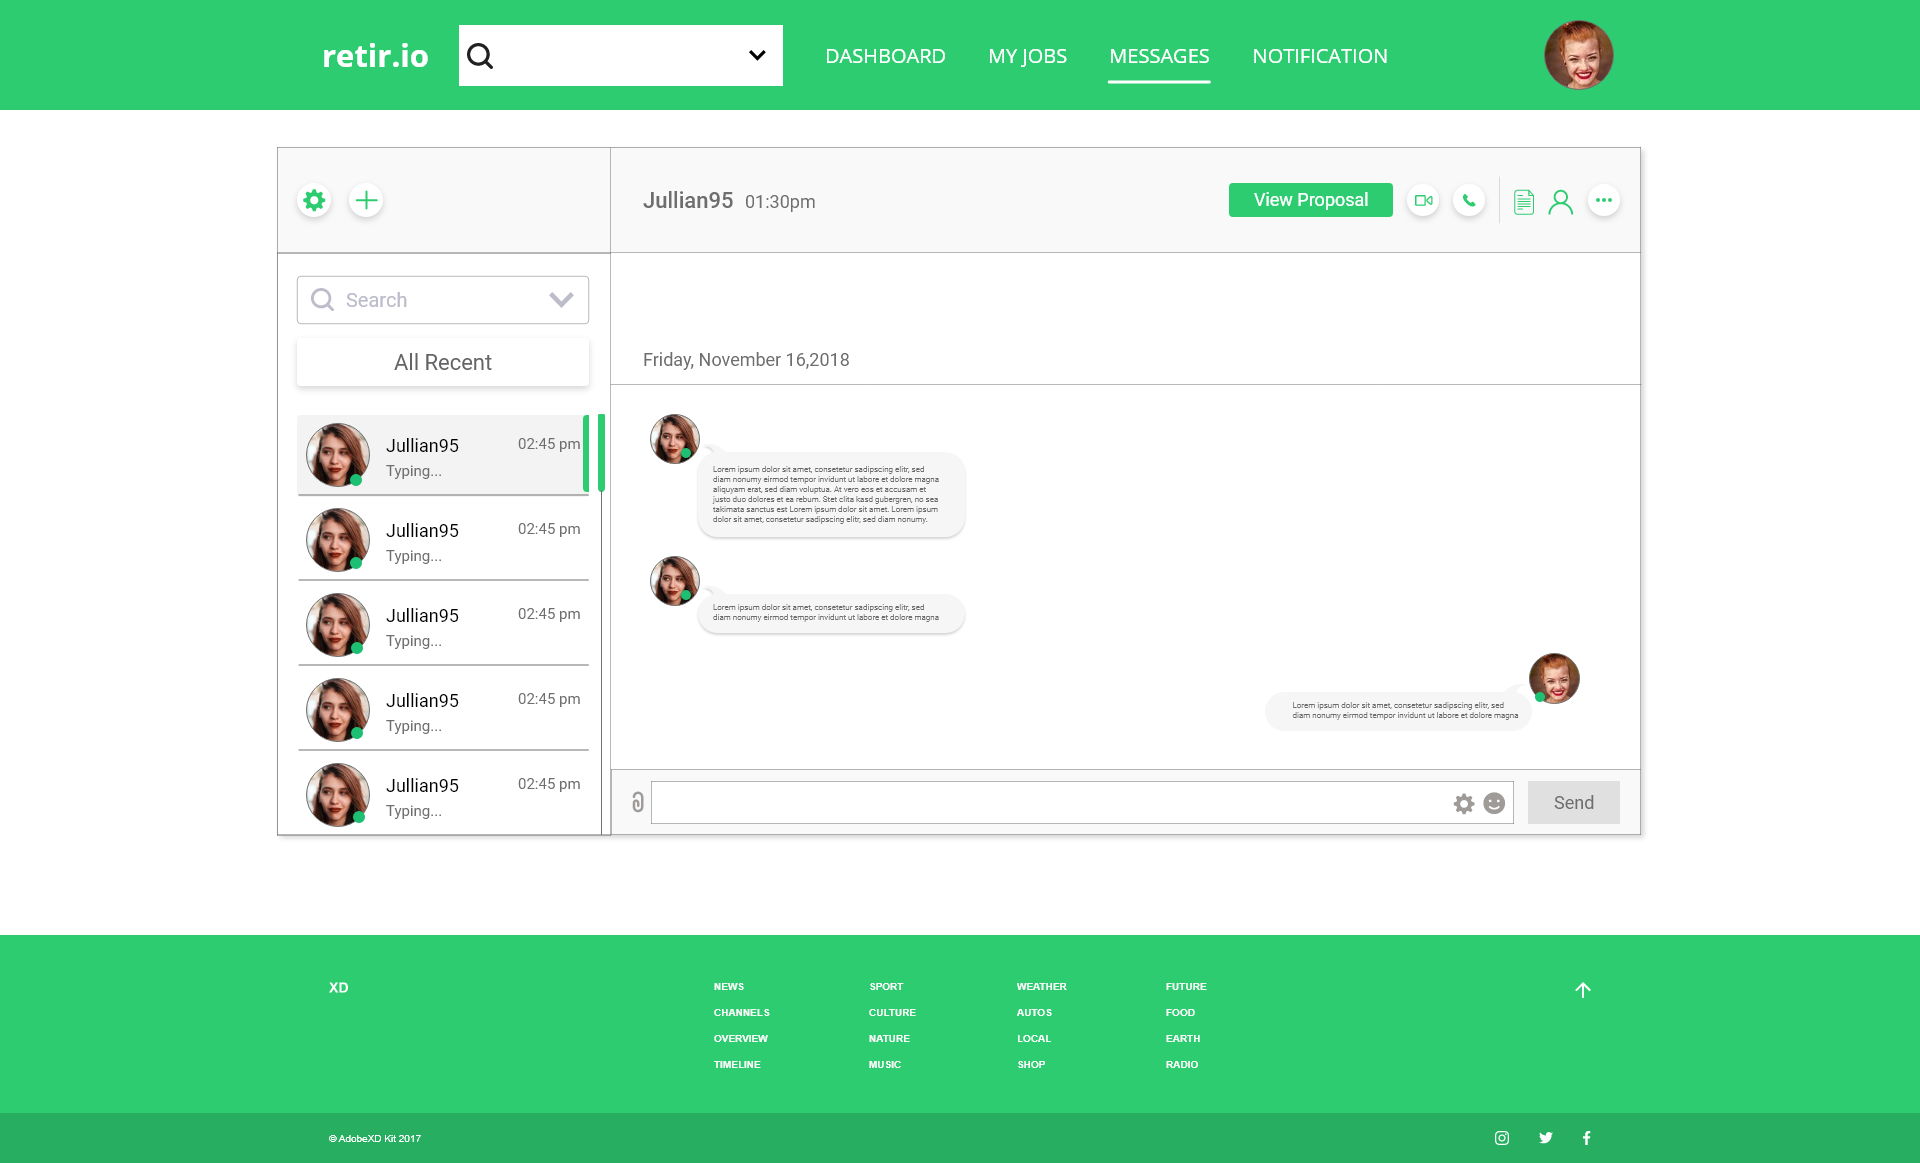 retir.io
DASHBOARD
MY JOBS
MESSAGES
NOTIFICATION
Jullian95 01:30pm
View Proposal
Search
All Recent
Jullian95 02:45 pm
Typing...
Jullian95 02:45 pm
Typing...
Jullian95 02:45 pm
Typing...
Jullian95 02:45 pm
Typing...
Jullian95 02:45 pm
Typing...
Friday, November 16,2018
Lorem ipsum dolor sit amet, consetetur sadipscing elitr, sed
diam nonumy eirmod tempor invidunt ut labore et dolore magna
aliquyam erat, sed diam voluptua. At vero eos et accusam et
justo duo dolores et ea rebum. Stet clita kasd gubergren, no sea
takimata sanctus est Lorem ipsum dolor sit amet. Lorem ipsum
dolor sit amet, consetetur sadipscing elitr, sed diam nonumy.
Lorem ipsum dolor sit amet, consetetur sadipscing elitr, sed
diam nonumy eirmod tempor invidunt ut labore et dolore magna
Lorem ipsum dolor sit amet, consetetur sadipscing elitr, sed
diam nonumy eirmod tempor invidunt ut labore et dolore magna
Send
XD
NEWS
CHANNELS
OVERVIEW
TIMELINE
SPORT
CULTURE
NATURE
MUSIC
WEATHER
AUTOS
LOCAL
SHOP
FUTURE
FOOD
EARTH
RADIO
© AdobeXD Kit 2017